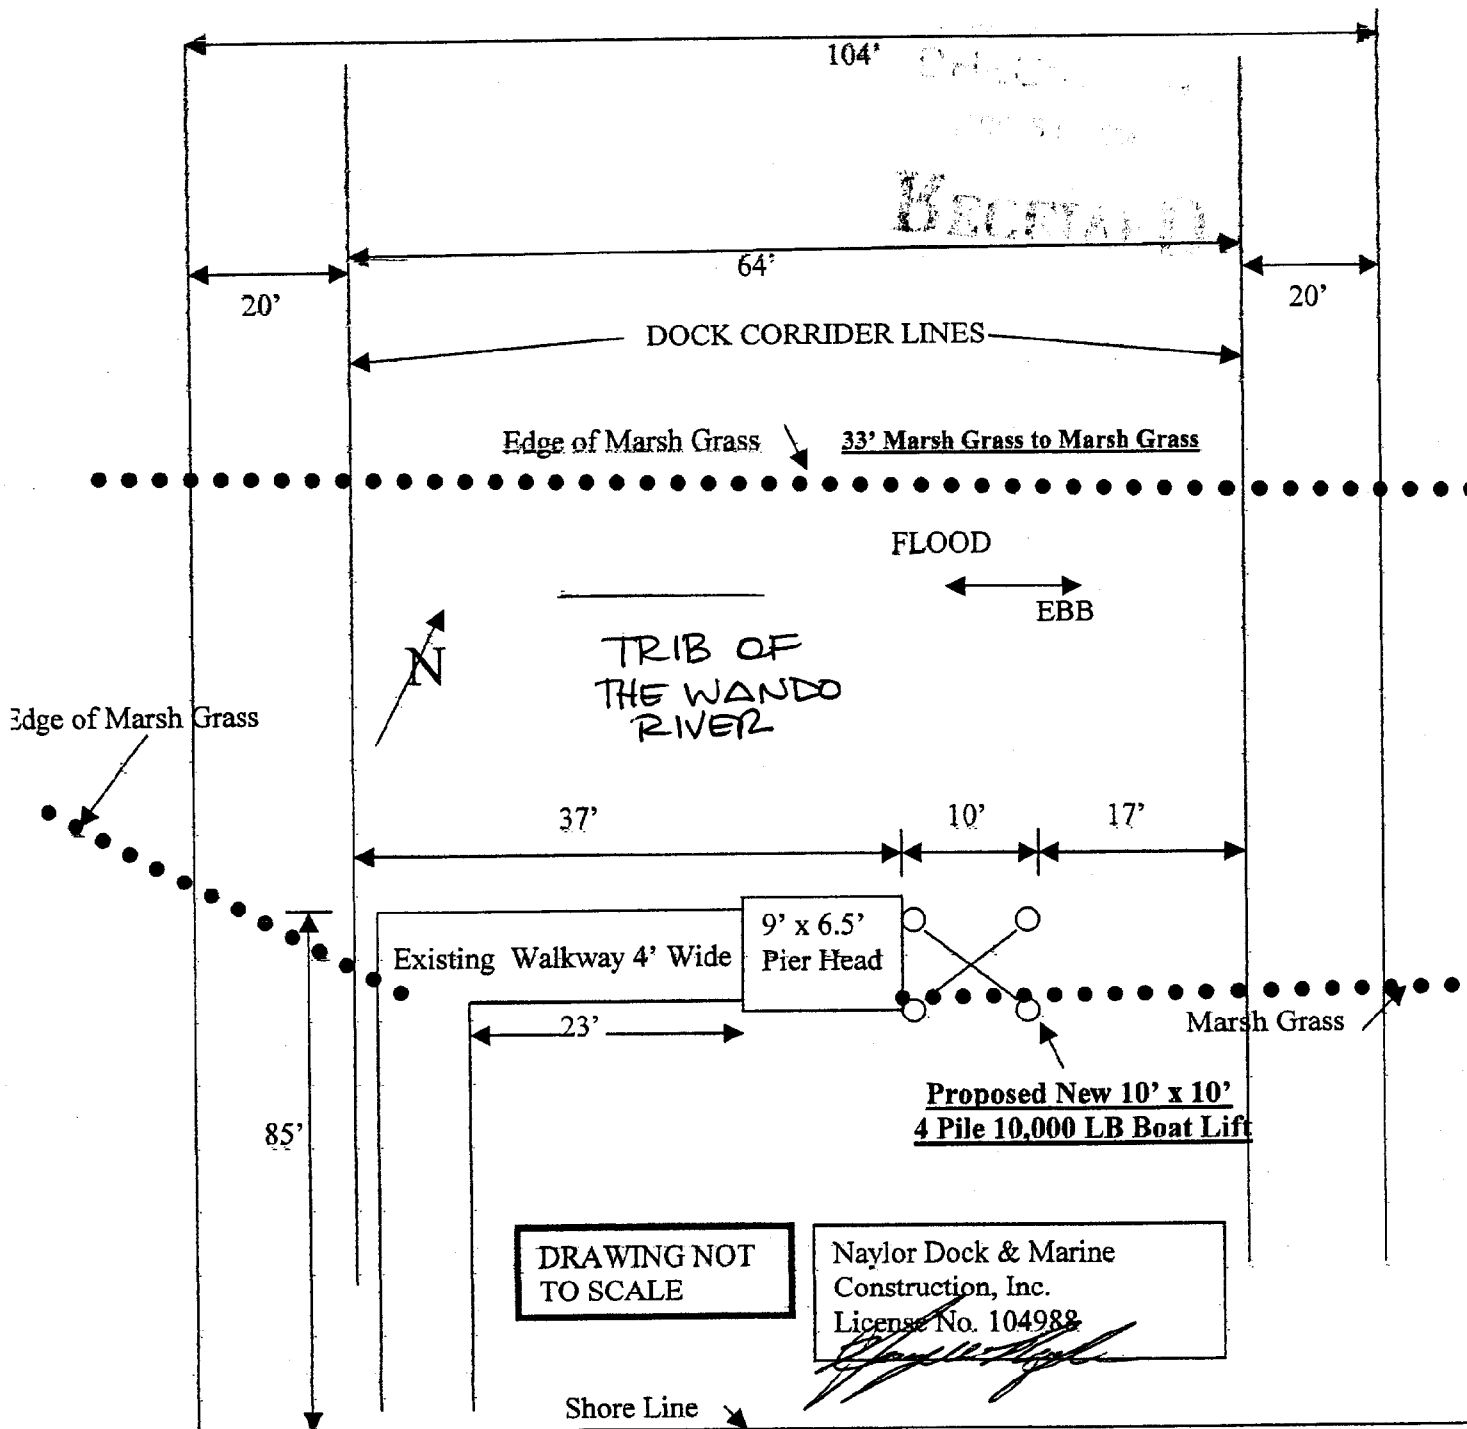 104'
RECEIVED
64'
20'
20'
DOCK CORRIDER LINES
Edge of Marsh Grass
33' Marsh Grass to Marsh Grass
FLOOD
EBB
N
TRIB OF
THE WANDO
RIVER
Edge of Marsh Grass
37'
10'
17'
Existing Walkway 4' Wide
9' x 6.5'
Pier Head
23'
Marsh Grass
Proposed New 10' x 10'
4 Pile 10,000 LB Boat Lift
85'
DRAWING NOT
TO SCALE
Naylor Dock & Marine
Construction, Inc.
License No. 104988
Shore Line